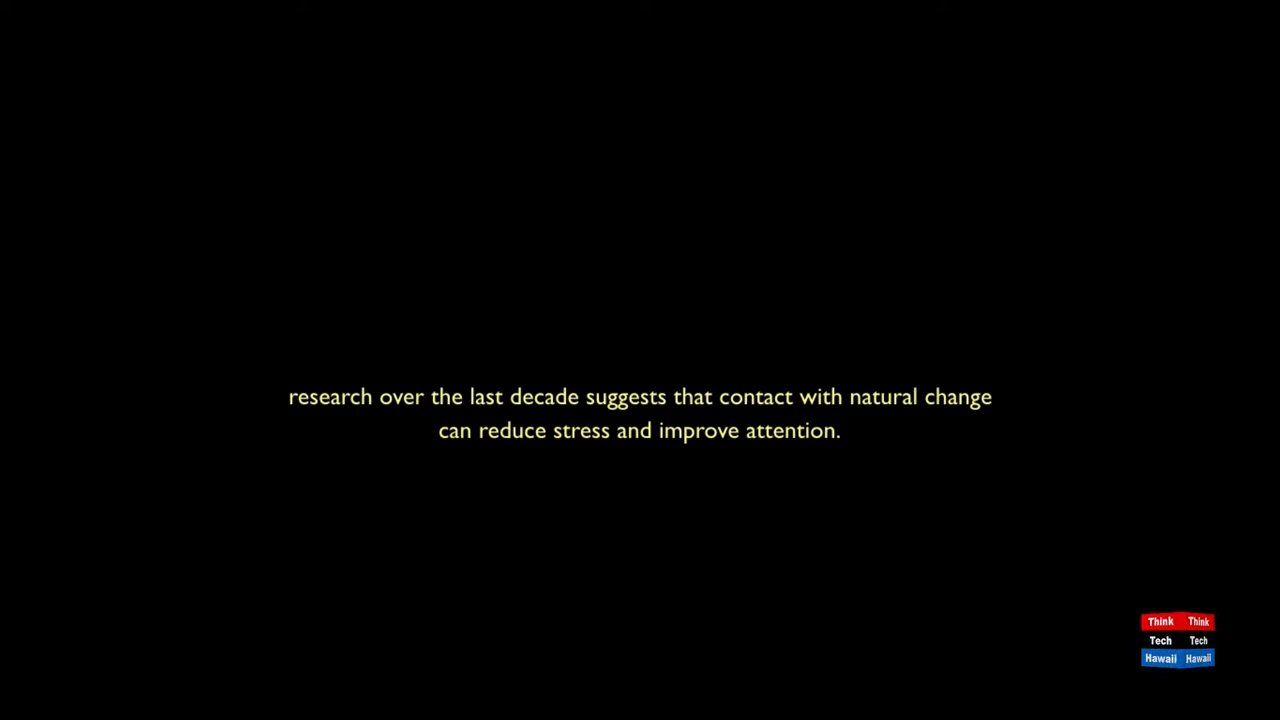 research over the last decade suggests that contact with natural change
can reduce stress and improve attention.
Think Think
Tech Tech
Hawaii Hawaii